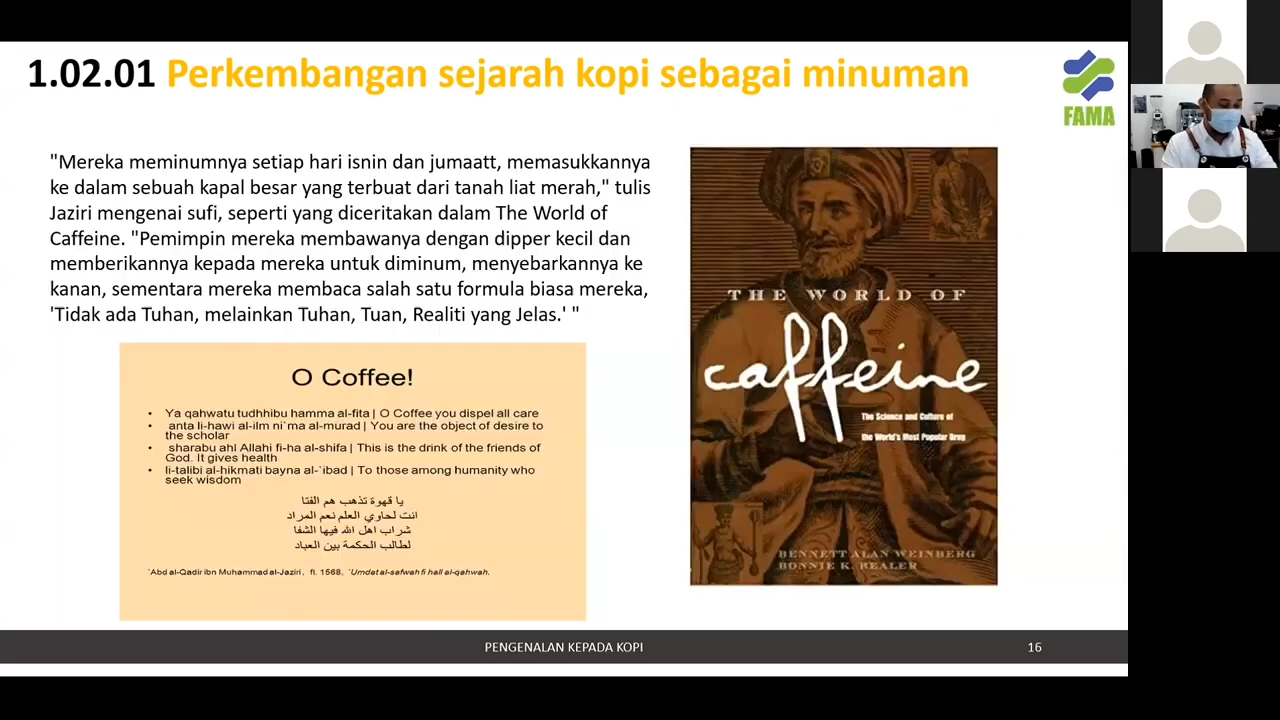 1.02.01 Perkembangan sejarah kopi sebagai minuman
FAMA
"Mereka meminumnya setiap hari isnin dan jumaatt, memasukkannya
ke dalam sebuah kapal besar yang terbuat dari tanah liat merah," tulis
Jaziri mengenai sufi, seperti yang diceritakan dalam The World of
Caffeine. "Pemimpin mereka membawanya dengan dipper kecil dan
memberikannya kepada mereka untuk diminum, menyebarkannya ke
kanan, sementara mereka membaca salah satu formula biasa mereka,
'Tidak ada Tuhan, melainkan Tuhan, Tuan, Realiti yang Jelas.' "
O Coffee!
• Ya qahwatu tudhhibu hamma al-fita | O Coffee you dispel all care
• anta li-hawi al-ilm ni`ma al-murad | You are the object of desire to
the scholar
• sharabu ahl Allahi fi-ha al-shifa | This is the drink of the friends of
God. It gives health
• li-talibi al-hikmati bayna al-`ibad | To those among humanity who
seek wisdom
يا قهوة تذهب هم الفتا
انت لحاوي العلم نعم المراد
شراب اهل الله فيها الشفا
لطالب الحكمة بين العباد
`Abd al-Qadir ibn Muhammad al-Jaziri, fl. 1568, `Umdat al-safwah fi hall al-qahwah.
THE WORLD OF
caffeine
The Science and Culture of
the World's Most Popular Drug
BENNETT ALAN WEINBERG
BONNIE K. BEALER
PENGENALAN KEPADA KOPI
16